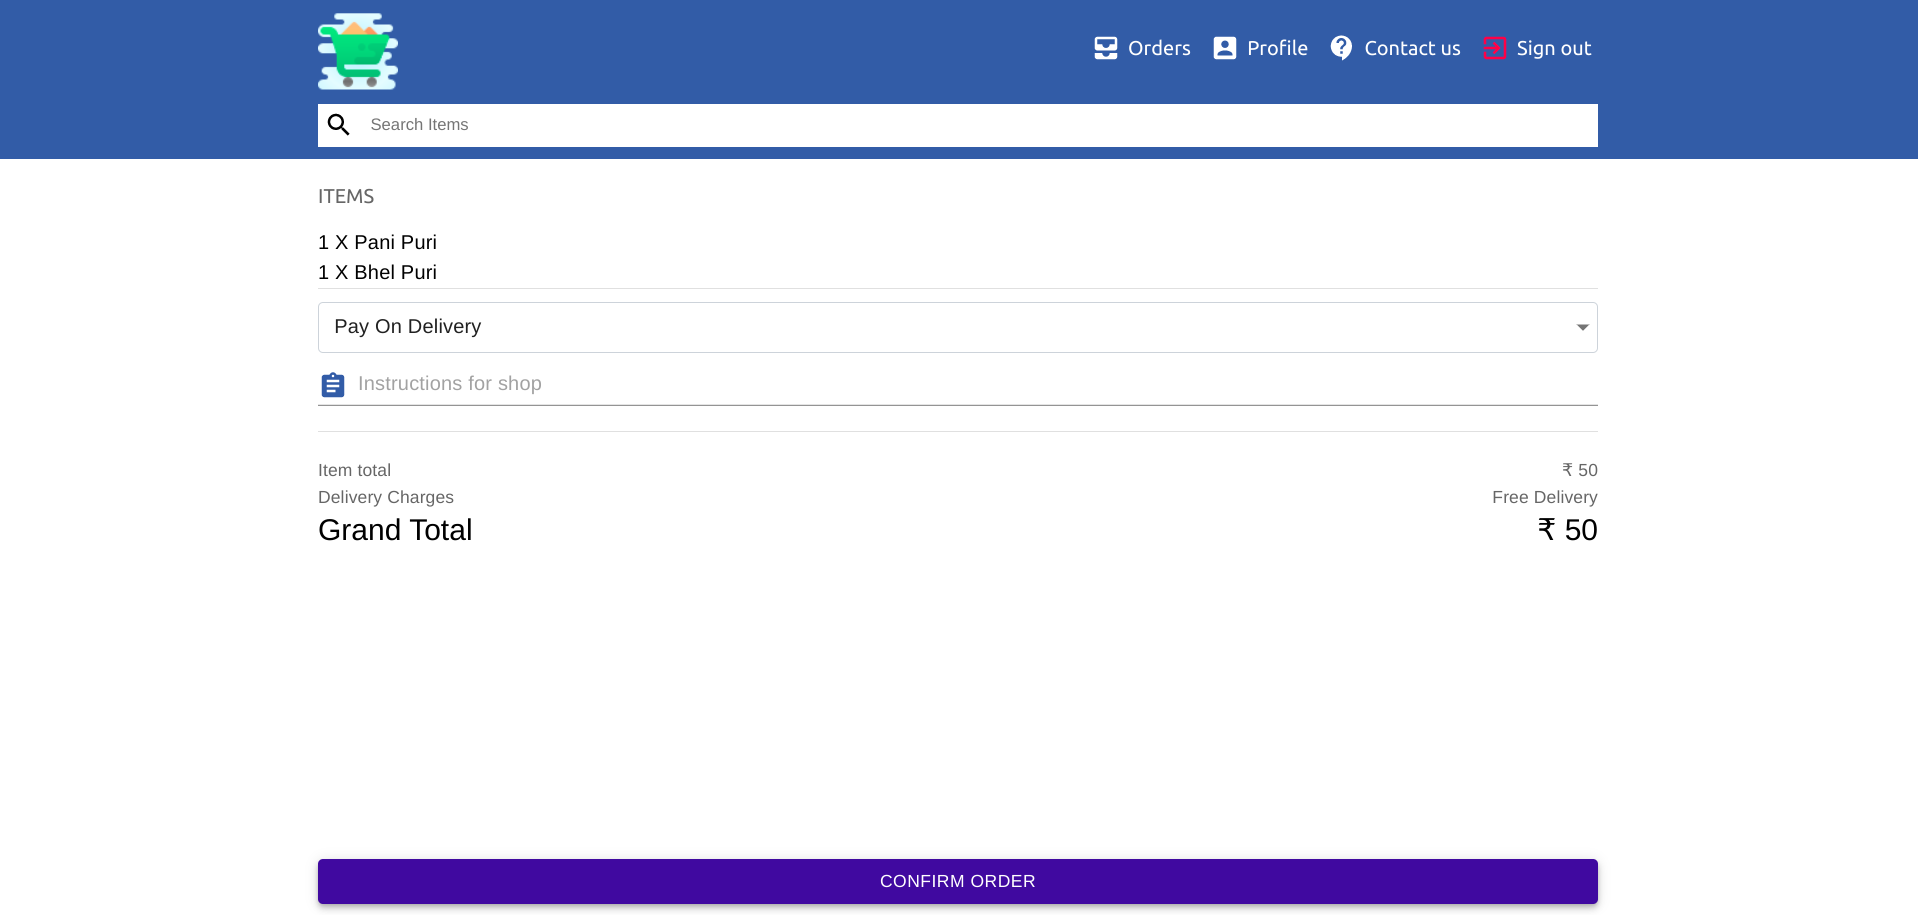 Orders Profile Contact us Sign out
Search Items
ITEMS
1 X Pani Puri
1 X Bhel Puri
Pay On Delivery
Instructions for shop
Item total ₹ 50
Delivery Charges Free Delivery
Grand Total ₹ 50
CONFIRM ORDER